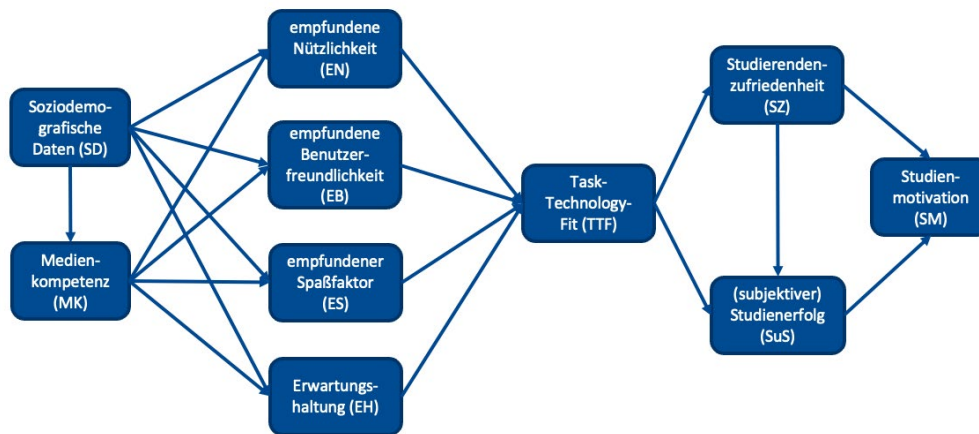 Soziodemo-
grafische
Daten (SD)
Medien-
kompetenz
(MK)
empfundene
Nützlichkeit
(EN)
empfundene
Benutzer-
freundlichkeit
(EB)
empfundener
Spaßfaktor
(ES)
Erwartungs-
haltung (EH)
Task-
Technology-
Fit (TTF)
Studierenden-
zufriedenheit
(SZ)
(subjektiver)
Studienerfolg
(SuS)
Studien-
motivation
(SM)